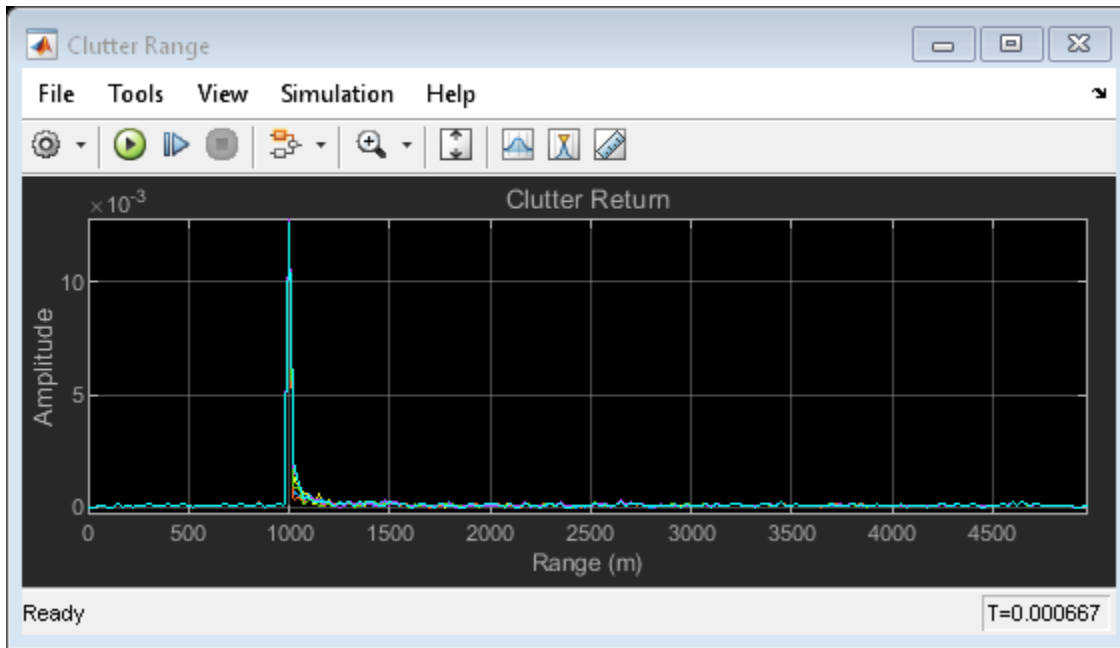 Clutter Range
File Tools View Simulation Help
×10-3
Clutter Return
10
5
0
Amplitude
0 500 1000 1500 2000 2500 3000 3500 4000 4500
Range (m)
Ready T=0.000667